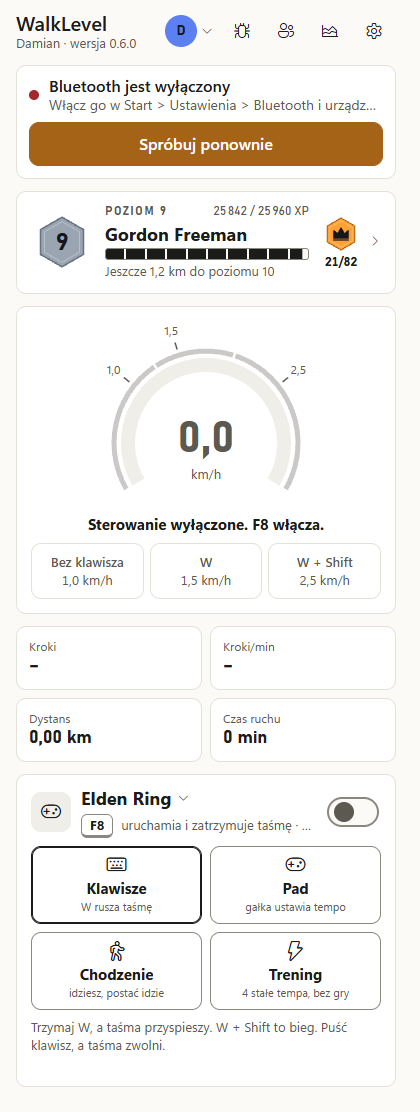 WalkLevel
Damian · wersja 0.6.0
D
Bluetooth jest wyłączony
Włącz go w Start > Ustawienia > Bluetooth i urządz...
Spróbuj ponownie
9
POZIOM 9
25 842 / 25 960 XP
Gordon Freeman
Jeszcze 1,2 km do poziomu 10
21/82
1,5
1,0
2,5
0,0
km/h
Sterowanie wyłączone. F8 włącza.
Bez klawisza
1,0 km/h
W
1,5 km/h
W + Shift
2,5 km/h
Kroki
–
Kroki/min
–
Dystans
0,00 km
Czas ruchu
0 min
Elden Ring
F8 uruchamia i zatrzymuje taśmę · ...
Klawisze
W rusza taśmę
Pad
gałka ustawia tempo
Chodzenie
idziesz, postać idzie
Trening
4 stałe tempa, bez gry
Trzymaj W, a taśma przyspieszy. W + Shift to bieg. Puść
klawisz, a taśma zwolni.